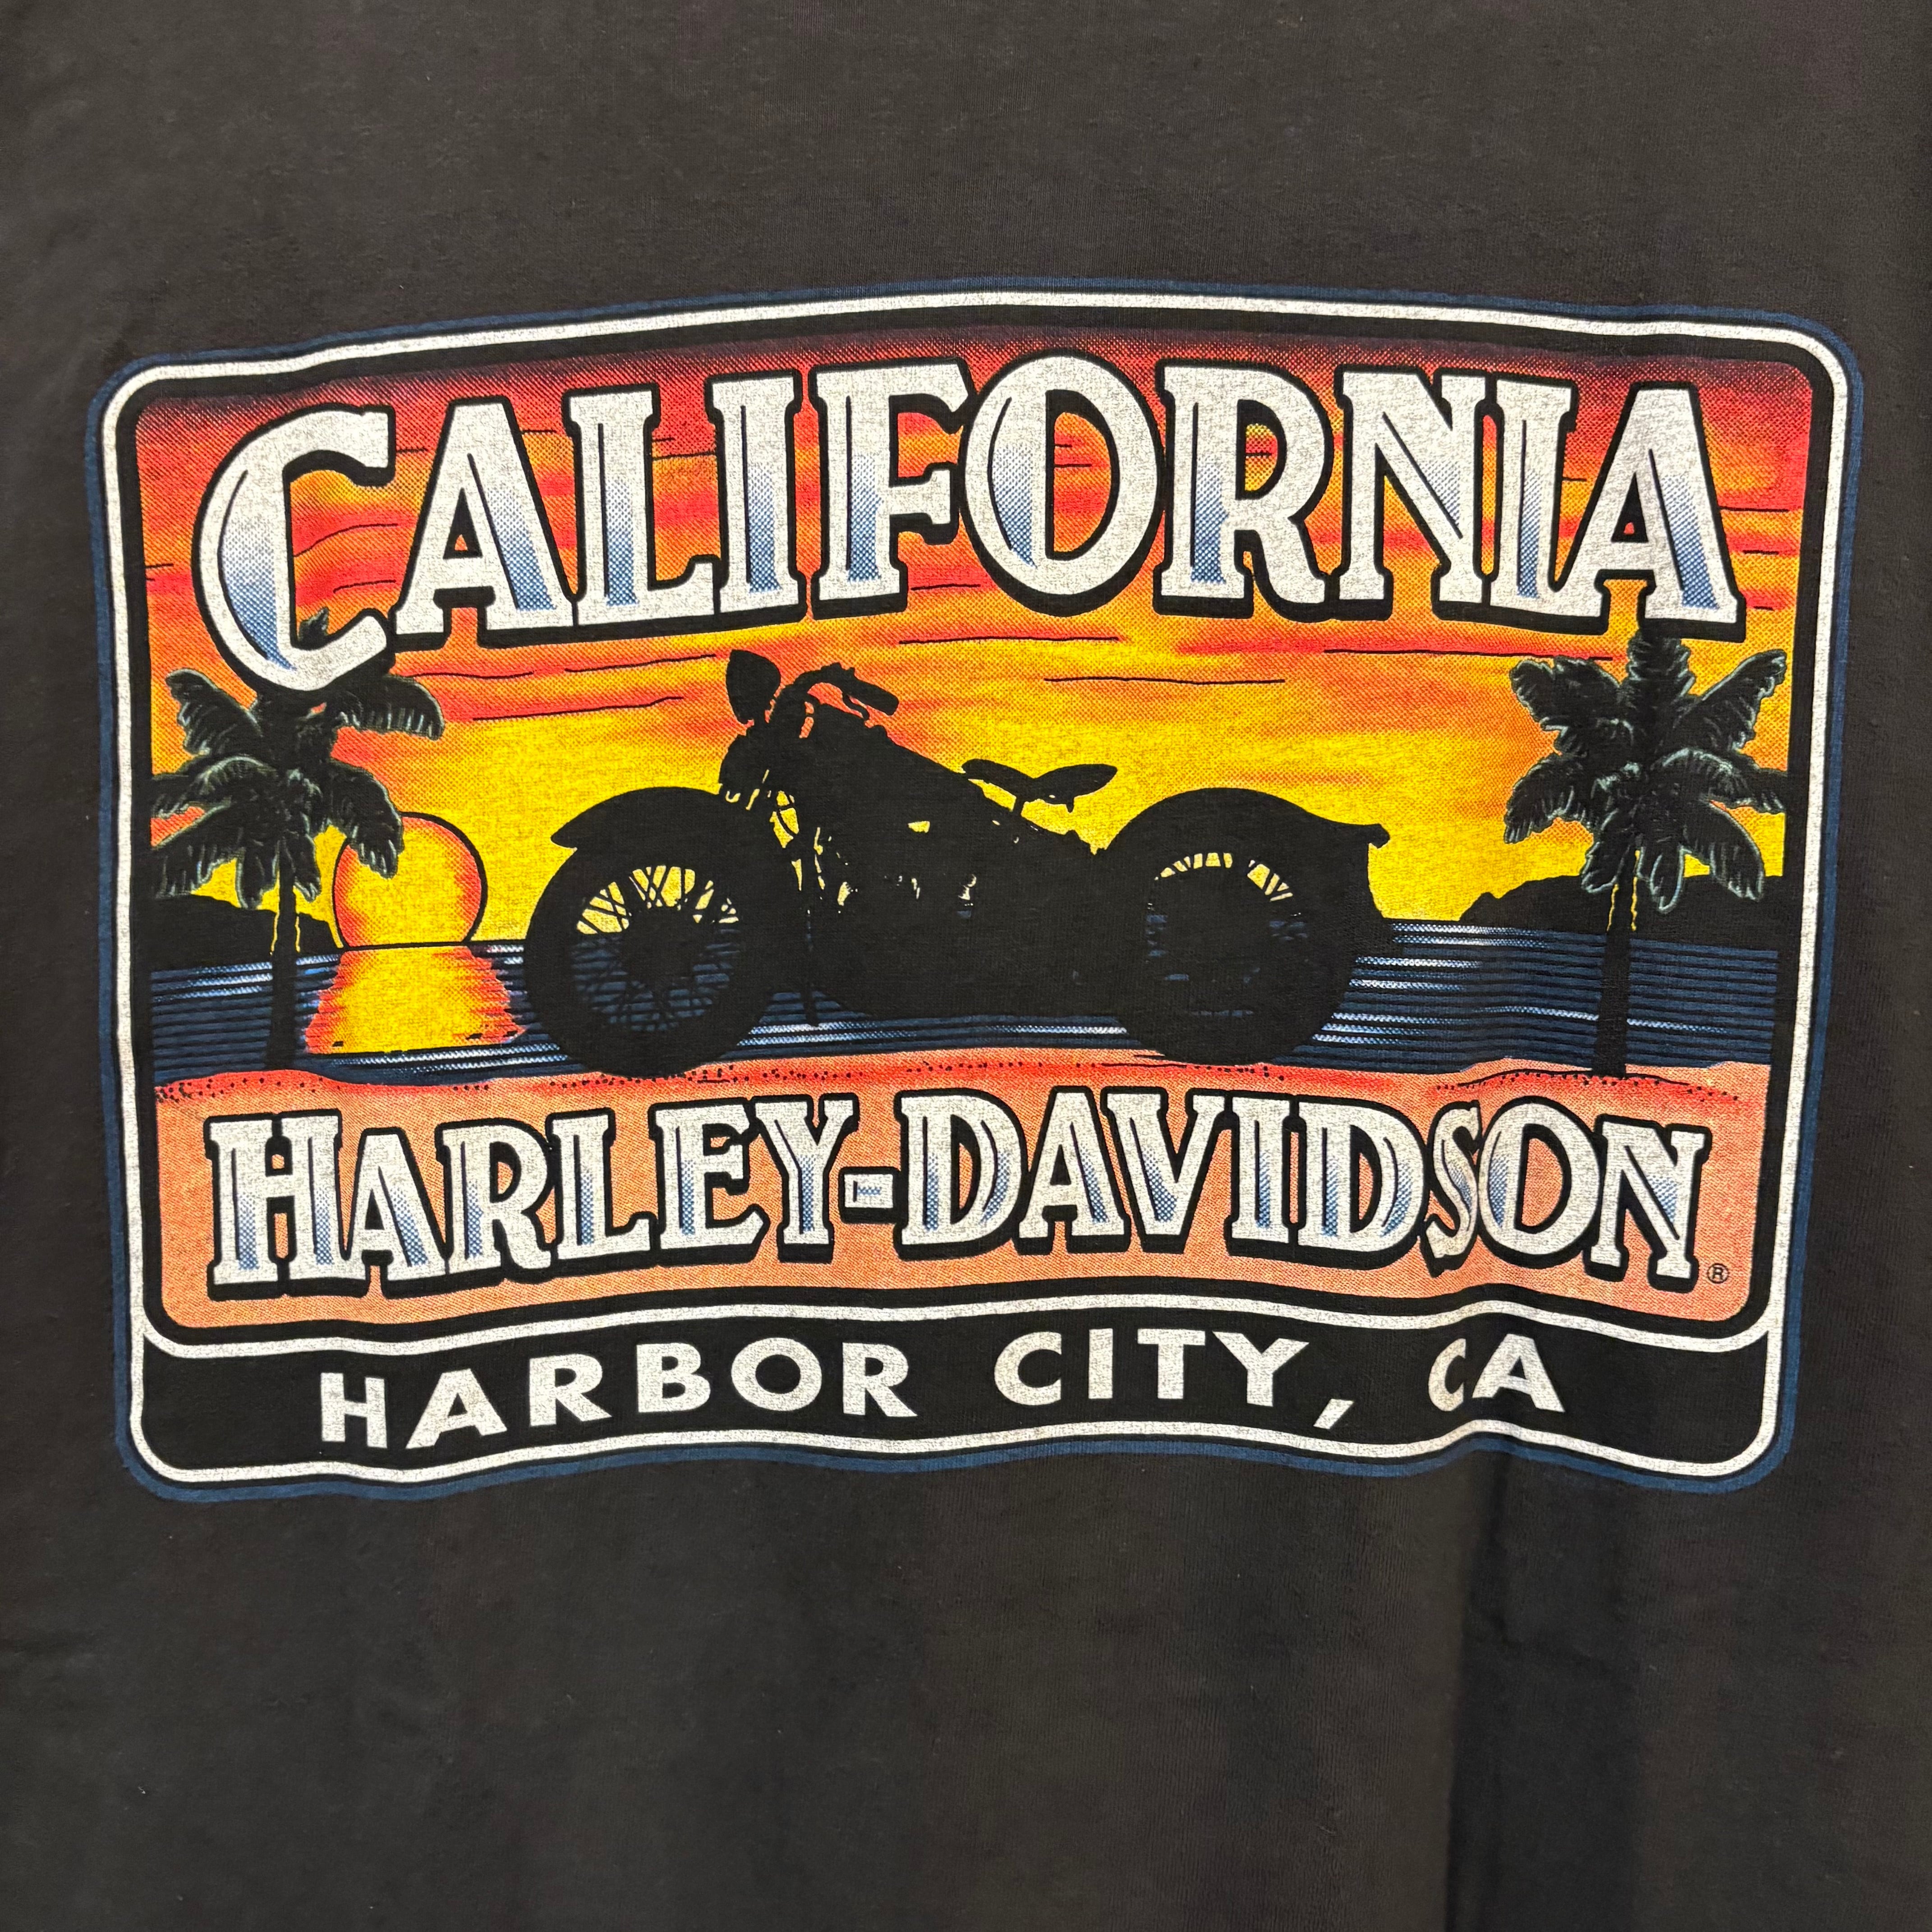 CALIFORNIA
HARLEY-DAVIDSON®
HARBOR CITY, CA